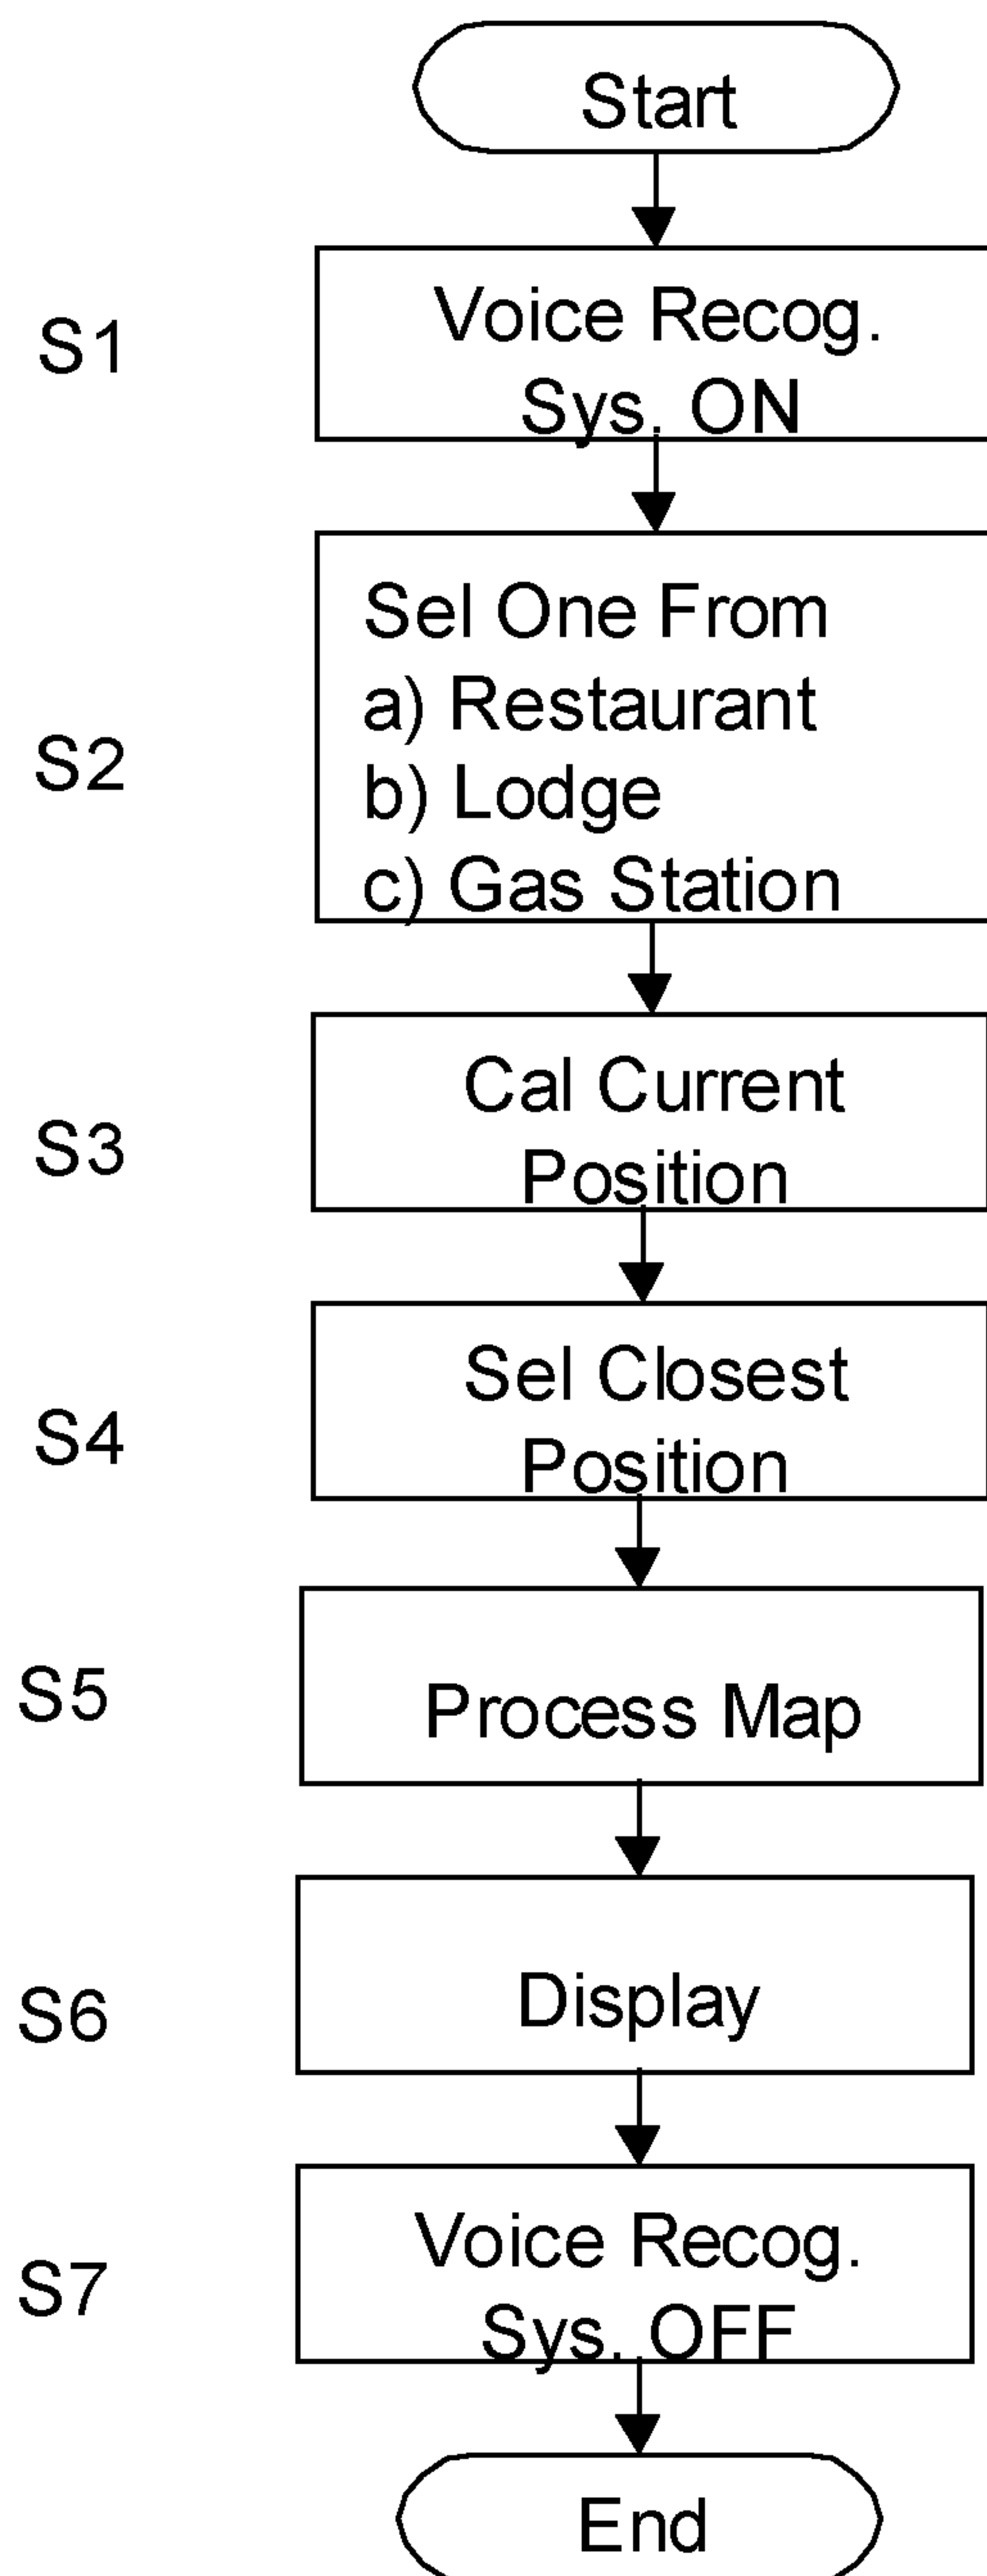 Start
S1
Voice Recog.
Sys. ON
S2
Sel One From
a) Restaurant
b) Lodge
c) Gas Station
S3
Cal Current
Position
S4
Sel Closest
Position
S5
Process Map
S6
Display
S7
Voice Recog.
Sys. OFF
End